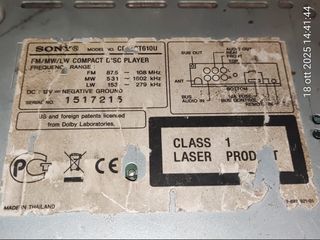 SONY MODEL NO.
FM/MW/LW COMPACT DISC PLAYER
FREQUENCY RANGE
FM 87.5 — 108 MHz
MW 531 — 1602 kHz
LW 153 — 279 kHz
NEGATIVE GROUND
SERIAL NO 1517215
US and foreign patents licensed
from Dolby Laboratories.
SUB OUT
AUDIO OUT
ANT
BUS
AUDIO IN
BUS
CONTROL IN
CLASS 1
LASER PRODUCT
CE
MADE IN THAILAND
18 ott 2025 14:41:44